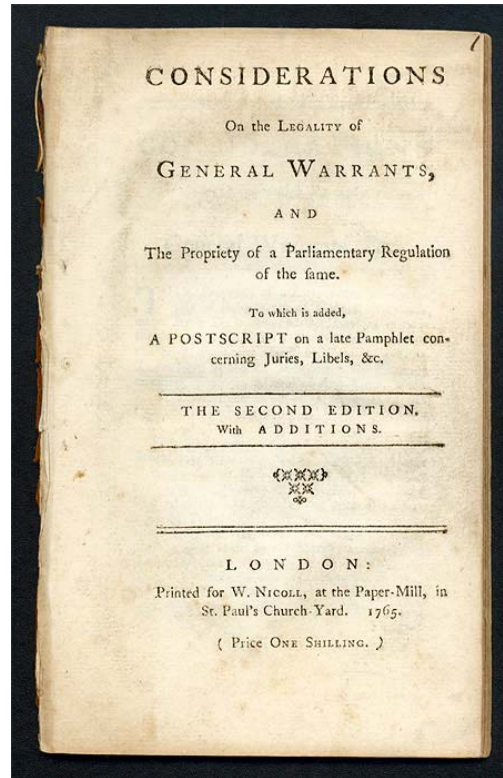 1
CONSIDERATIONS
On the LEGALITY of
GENERAL WARRANTS,
AND
The Propriety of a Parliamentary Regulation
of the ſame.
To which is added,
A POSTSCRIPT on a late Pamphlet con-
cerning Juries, Libels, &c.
THE SECOND EDITION.
With ADDITIONS.
LONDON:
Printed for W. NICOLL, at the Paper-Mill, in
St. Paul's Church-Yard. 1765.
( Price ONE SHILLING. )